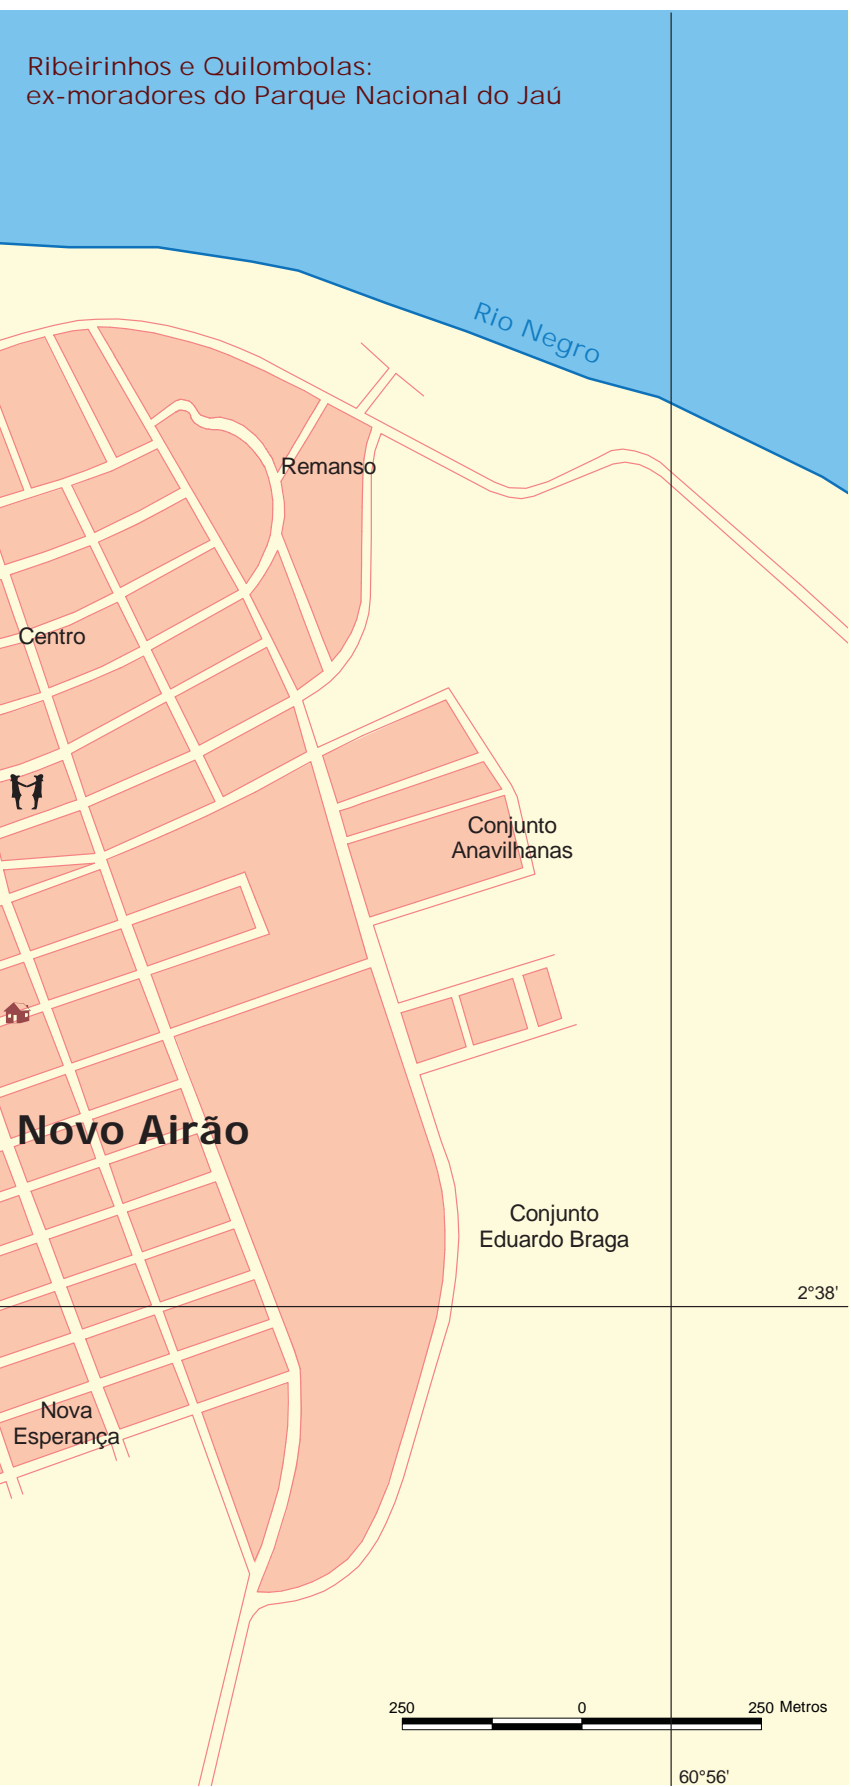 Ribeirinhos e Quilombolas:
ex-moradores do Parque Nacional do Jaú
Rio Negro
Remanso
Centro
Conjunto
Anavilhanas
Novo Airão
Conjunto
Eduardo Braga
2°38'
Nova
Esperança
250 0 250 Metros
60°56'